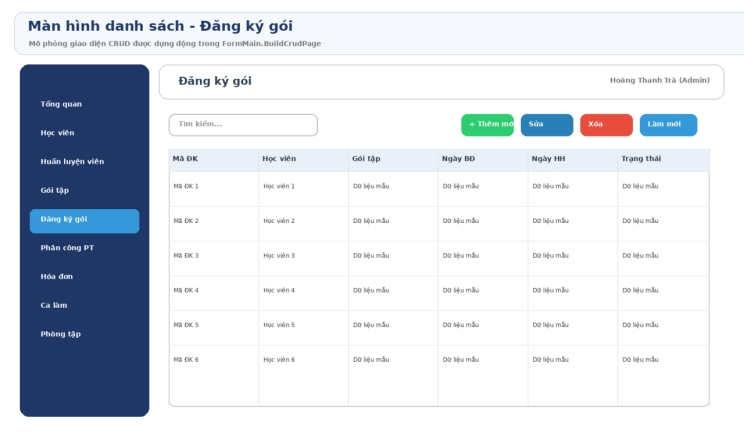 Màn hình danh sách - Đăng ký gói
Mô phỏng giao diện CRUD được dựng động trong FormMain.BuildCrudPage
Tổng quan
Học viên
Huấn luyện viên
Gói tập
Đăng ký gói
Phân công PT
Hóa đơn
Ca làm
Phòng tập
Đăng ký gói
Hoàng Thanh Trà (Admin)
Tìm kiếm...
+ Thêm mớ
Sửa
Xóa
Làm mới
Mã ĐK Học viên Gói tập Ngày BĐ Ngày HH Trạng thái
Mã ĐK 1 Học viên 1 Dữ liệu mẫu Dữ liệu mẫu Dữ liệu mẫu Dữ liệu mẫu
Mã ĐK 2 Học viên 2 Dữ liệu mẫu Dữ liệu mẫu Dữ liệu mẫu Dữ liệu mẫu
Mã ĐK 3 Học viên 3 Dữ liệu mẫu Dữ liệu mẫu Dữ liệu mẫu Dữ liệu mẫu
Mã ĐK 4 Học viên 4 Dữ liệu mẫu Dữ liệu mẫu Dữ liệu mẫu Dữ liệu mẫu
Mã ĐK 5 Học viên 5 Dữ liệu mẫu Dữ liệu mẫu Dữ liệu mẫu Dữ liệu mẫu
Mã ĐK 6 Học viên 6 Dữ liệu mẫu Dữ liệu mẫu Dữ liệu mẫu Dữ liệu mẫu